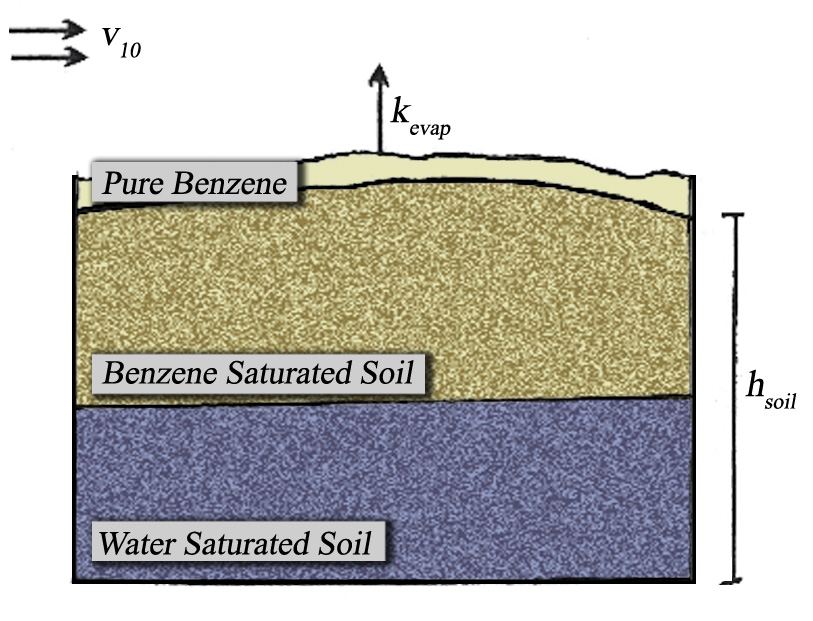 v10
kevap
Pure Benzene
Benzene Saturated Soil
hsoil
Water Saturated Soil